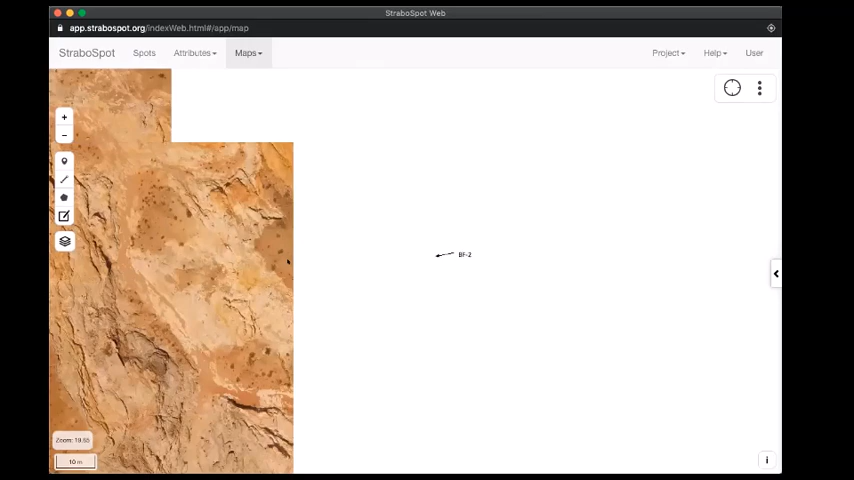 StraboSpot Web
app.strabospot.org/indexWeb.html#/app/map
StraboSpot Spots Attributes Maps Project Help User
+
−
BF-2
Zoom: 19.55
10 m
i